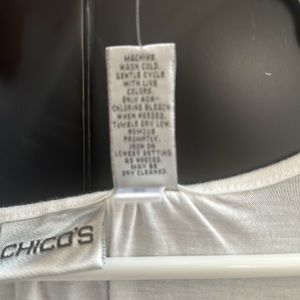 MACHINE
WASH COLD,
GENTLE CYCLE
WITH LIKE
COLORS.
ONLY NON-
CHLORINE BLEACH
WHEN NEEDED.
TUMBLE DRY LOW.
REMOVE
PROMPTLY.
IRON ON
LOWEST SETTING
AS NEEDED.
MAY BE
DRY CLEANED.
CHICO'S